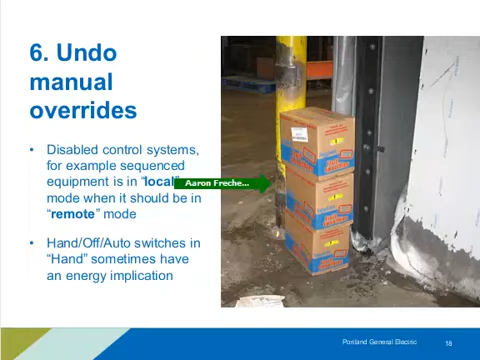 6. Undo
manual
overrides
• Disabled control systems,
for example sequenced
equipment is in “local”
mode when it should be in
“remote” mode
• Hand/Off/Auto switches in
“Hand” sometimes have
an energy implication
Aaron Freche...
Portland General Electric
18